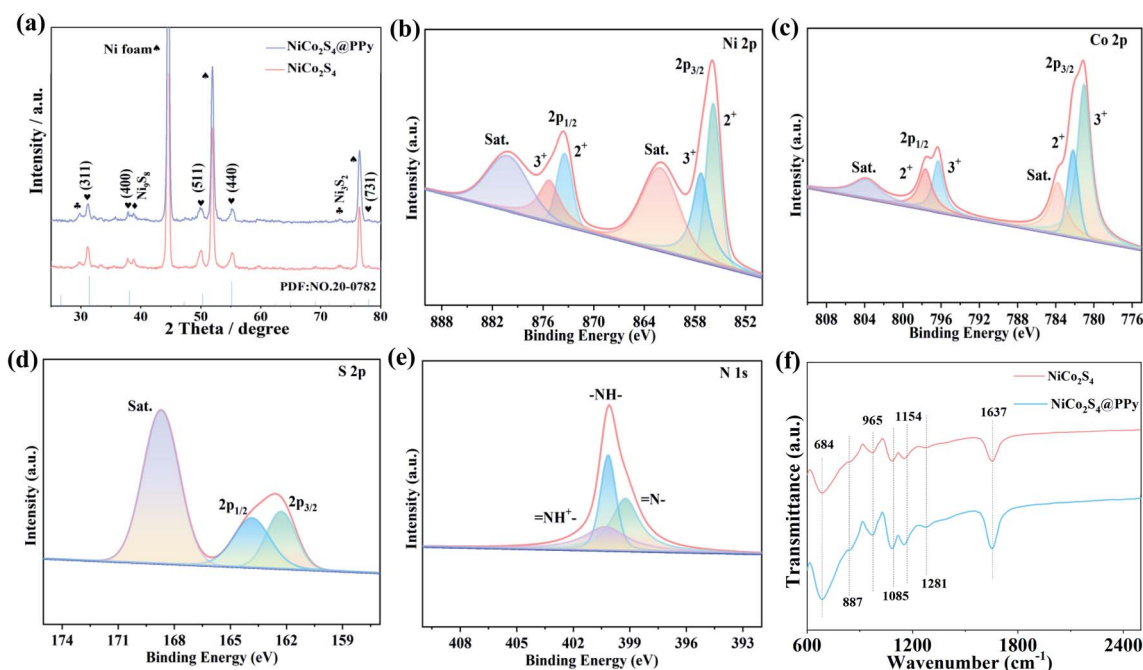 (a)
Ni foam♠
NiCo₂S₄@PPy
NiCo₂S₄
♣
♥ (311)
♥ (400)
♦ Ni₉S₈
♠
♥ (511)
♥ (440)
♣ Ni₃S₂
♠
♥ (731)
PDF:NO.20-0782
30 40 50 60 70 80
2 Theta / degree
Intensity / a.u.
(b)
Ni 2p
2p₃/₂
2⁺
3⁺
Sat.
2p₁/₂
2⁺
3⁺
Sat.
888 882 876 870 864 858 852
Binding Energy (eV)
Intensity (a.u.)
(c)
Co 2p
2p₃/₂
3⁺
2⁺
Sat.
2p₁/₂
2⁺
3⁺
Sat.
808 804 800 796 792 788 784 780 776
Binding Energy (eV)
Intensity (a.u.)
(d)
S 2p
Sat.
2p₁/₂
2p₃/₂
174 171 168 165 162 159
Binding Energy (eV)
Intensity (a.u.)
(e)
N 1s
-NH-
=N-
=NH⁺-
408 404 400 396 392
Binding Energy (eV)
Intensity (a.u.)
(f)
NiCo₂S₄
NiCo₂S₄@PPy
684
965
1154
1637
887
1085
1281
600 1200 1800 2400
Wavenumber (cm⁻¹)
Transmittance (a.u.)